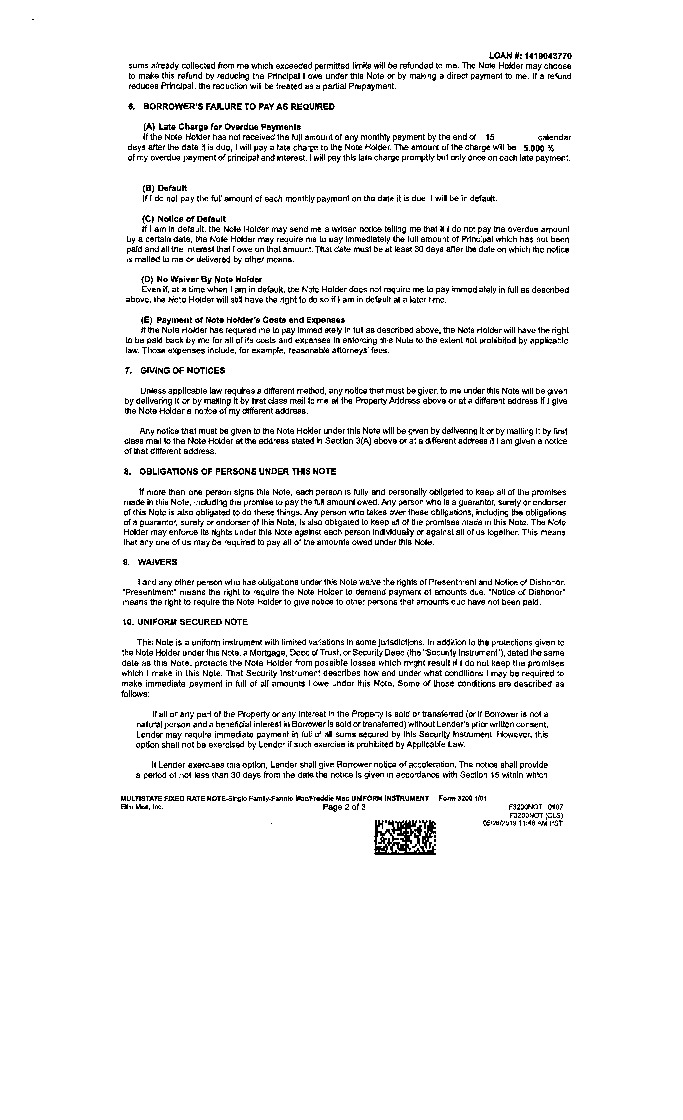 LOAN #: 1419043770
sums already collected from me which exceeded permitted limits will be refunded to me. The Note Holder may choose
to make this refund by reducing the Principal I owe under this Note or by making a direct payment to me. If a refund
reduces Principal, the reduction will be treated as a partial Prepayment.
6. BORROWER'S FAILURE TO PAY AS REQUIRED
(A) Late Charge for Overdue Payments
If the Note Holder has not received the full amount of any monthly payment by the end of 15 calendar
days after the date it is due, I will pay a late charge to the Note Holder. The amount of the charge will be 5.000 %
of my overdue payment of principal and interest. I will pay this late charge promptly but only once on each late payment.
(B) Default
If I do not pay the full amount of each monthly payment on the date it is due, I will be in default.
(C) Notice of Default
If I am in default, the Note Holder may send me a written notice telling me that if I do not pay the overdue amount
by a certain date, the Note Holder may require me to pay immediately the full amount of Principal which has not been
paid and all the interest that I owe on that amount. That date must be at least 30 days after the date on which the notice
is mailed to me or delivered by other means.
(D) No Waiver By Note Holder
Even if, at a time when I am in default, the Note Holder does not require me to pay immediately in full as described
above, the Note Holder will still have the right to do so if I am in default at a later time.
(E) Payment of Note Holder's Costs and Expenses
If the Note Holder has required me to pay immediately in full as described above, the Note Holder will have the right
to be paid back by me for all of its costs and expenses in enforcing this Note to the extent not prohibited by applicable
law. Those expenses include, for example, reasonable attorneys' fees.
7. GIVING OF NOTICES
Unless applicable law requires a different method, any notice that must be given to me under this Note will be given
by delivering it or by mailing it by first class mail to me at the Property Address above or at a different address if I give
the Note Holder a notice of my different address.
Any notice that must be given to the Note Holder under this Note will be given by delivering it or by mailing it by first
class mail to the Note Holder at the address stated in Section 3(A) above or at a different address if I am given a notice
of that different address.
8. OBLIGATIONS OF PERSONS UNDER THIS NOTE
If more than one person signs this Note, each person is fully and personally obligated to keep all of the promises
made in this Note, including the promise to pay the full amount owed. Any person who is a guarantor, surety or endorser
of this Note is also obligated to do these things. Any person who takes over these obligations, including the obligations
of a guarantor, surety or endorser of this Note, is also obligated to keep all of the promises made in this Note. The Note
Holder may enforce its rights under this Note against each person individually or against all of us together. This means
that any one of us may be required to pay all of the amounts owed under this Note.
9. WAIVERS
I and any other person who has obligations under this Note waive the rights of Presentment and Notice of Dishonor.
"Presentment" means the right to require the Note Holder to demand payment of amounts due. "Notice of Dishonor"
means the right to require the Note Holder to give notice to other persons that amounts due have not been paid.
10. UNIFORM SECURED NOTE
This Note is a uniform instrument with limited variations in some jurisdictions. In addition to the protections given to
the Note Holder under this Note, a Mortgage, Deed of Trust, or Security Deed (the "Security Instrument"), dated the same
date as this Note, protects the Note Holder from possible losses which might result if I do not keep the promises
which I make in this Note. That Security Instrument describes how and under what conditions I may be required to
make immediate payment in full of all amounts I owe under this Note. Some of those conditions are described as
follows:
If all or any part of the Property or any Interest in the Property is sold or transferred (or if Borrower is not a
natural person and a beneficial interest in Borrower is sold or transferred) without Lender's prior written consent,
Lender may require immediate payment in full of all sums secured by this Security Instrument. However, this
option shall not be exercised by Lender if such exercise is prohibited by Applicable Law.
If Lender exercises this option, Lender shall give Borrower notice of acceleration. The notice shall provide
a period of not less than 30 days from the date the notice is given in accordance with Section 15 within which
MULTISTATE FIXED RATE NOTE-Single Family-Fannie Mae/Freddie Mac UNIFORM INSTRUMENT Form 3200 1/01
Ellie Mae, Inc. Page 2 of 3 F3200NOT 0107
F3200NOT (CLS)
11:48 AM PST